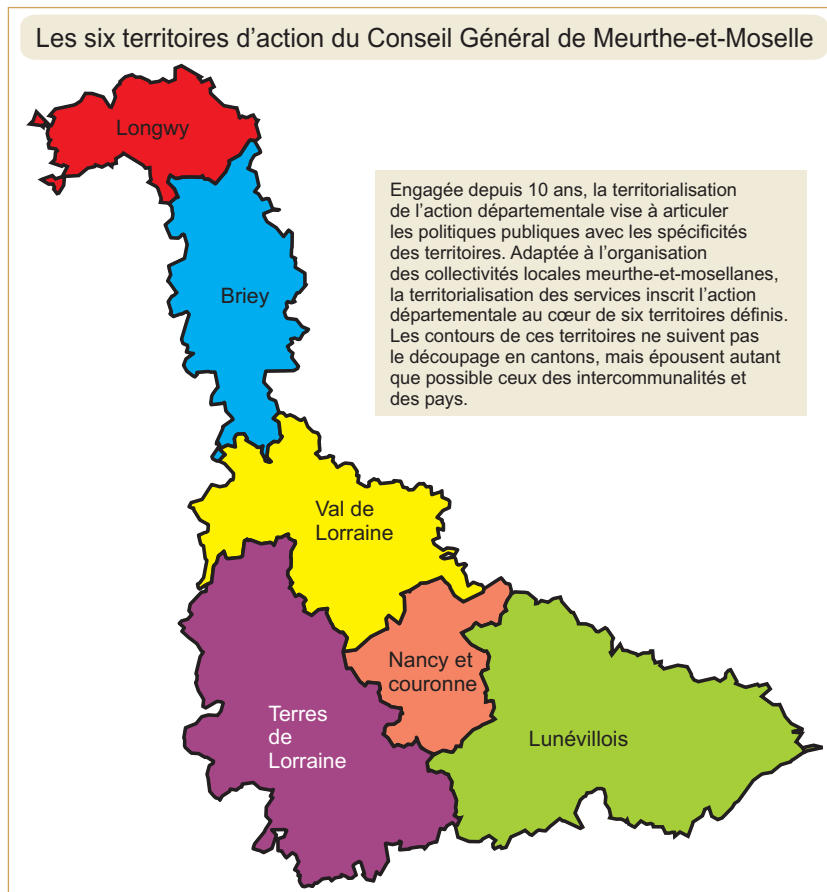 Les six territoires d’action du Conseil Général de Meurthe-et-Moselle
Longwy
Engagée depuis 10 ans, la territorialisation
de l’action départementale vise à articuler
les politiques publiques avec les spécificités
des territoires. Adaptée à l’organisation
des collectivités locales meurthe-et-mosellanes,
la territorialisation des services inscrit l’action
départementale au cœur de six territoires définis.
Les contours de ces territoires ne suivent pas
le découpage en cantons, mais épousent autant
que possible ceux des intercommunalités et
des pays.
Briey
Val de
Lorraine
Nancy et
couronne
Terres
de
Lorraine
Lunévillois